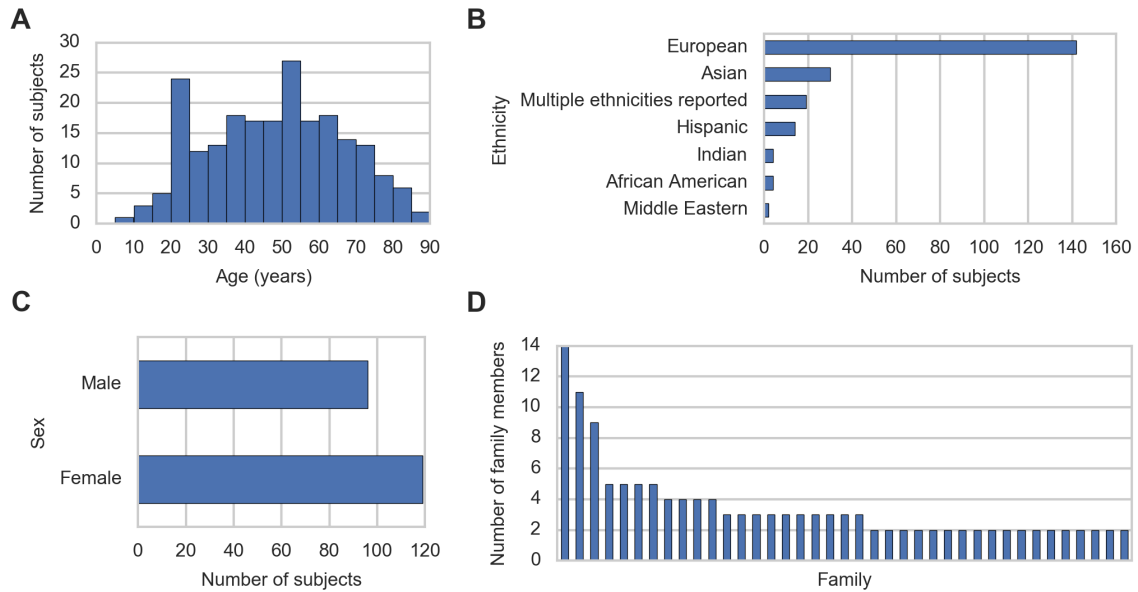 A
Number of subjects
30
25
20
15
10
5
0
0 10 20 30 40 50 60 70 80 90
Age (years)
B
Ethnicity
European
Asian
Multiple ethnicities reported
Hispanic
Indian
African American
Middle Eastern
0 20 40 60 80 100 120 140 160
Number of subjects
C
Sex
Male
Female
0 20 40 60 80 100 120
Number of subjects
D
Number of family members
14
12
10
8
6
4
2
0
Family